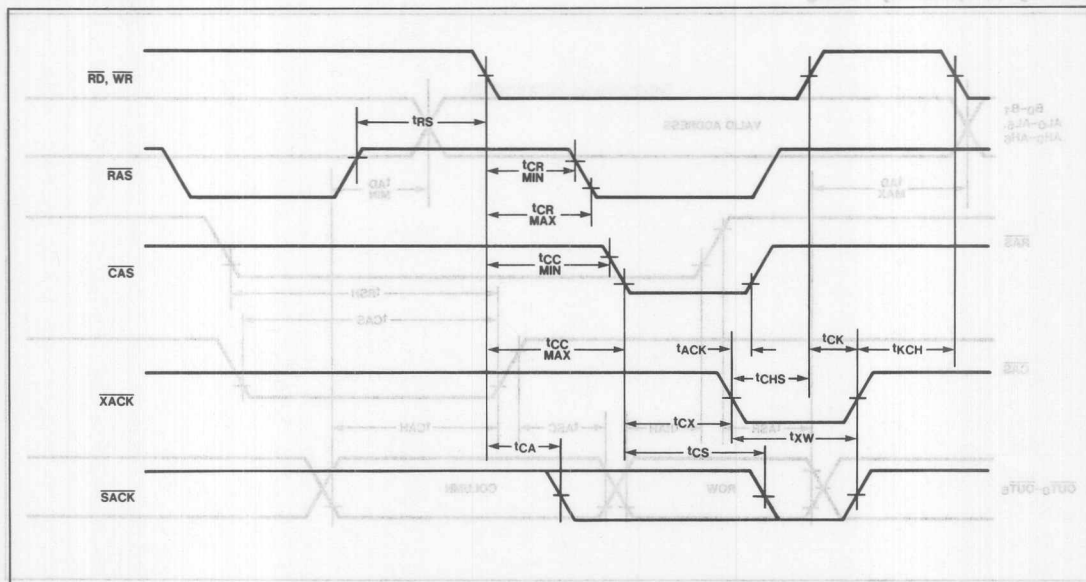 RD, WR
tRS
RAS
tCR
MIN
tCR
MAX
CAS
tCC
MIN
tCC
MAX
tACK
tCK
tKCH
tCHS
XACK
tCX
tXW
tCA
tCS
SACK